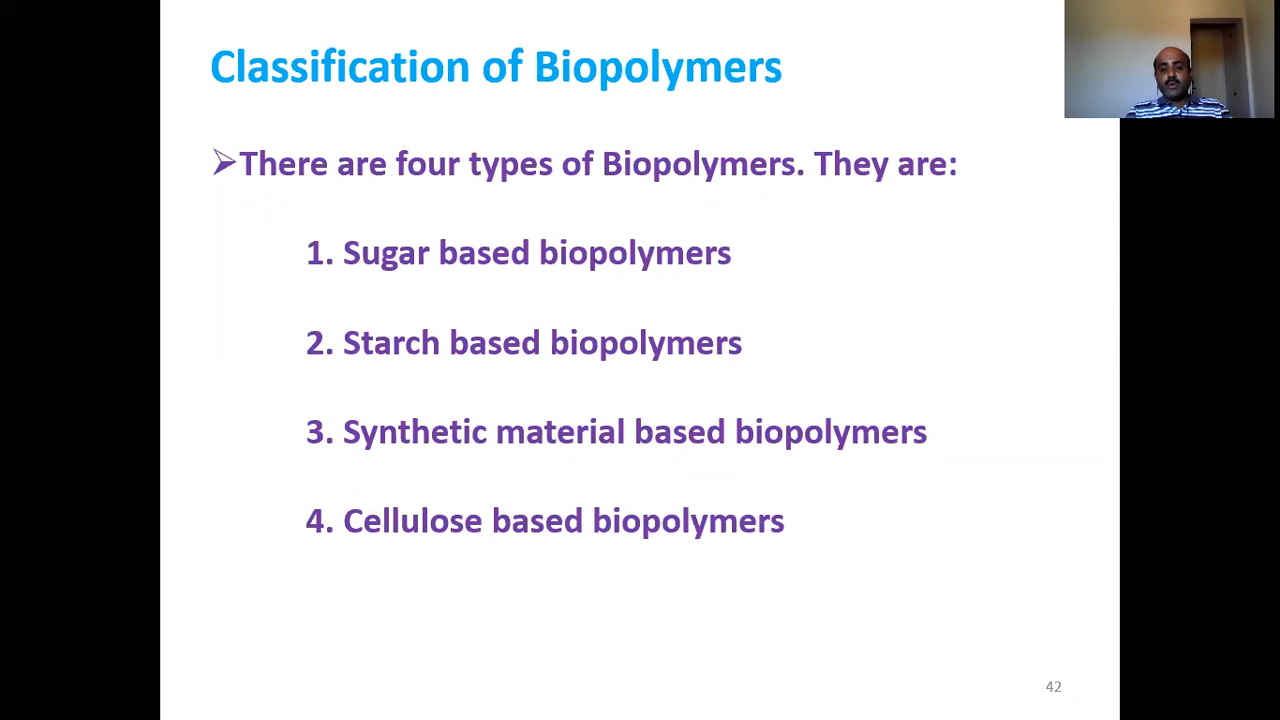 Classification of Biopolymers
➢There are four types of Biopolymers. They are:
1. Sugar based biopolymers
2. Starch based biopolymers
3. Synthetic material based biopolymers
4. Cellulose based biopolymers
42